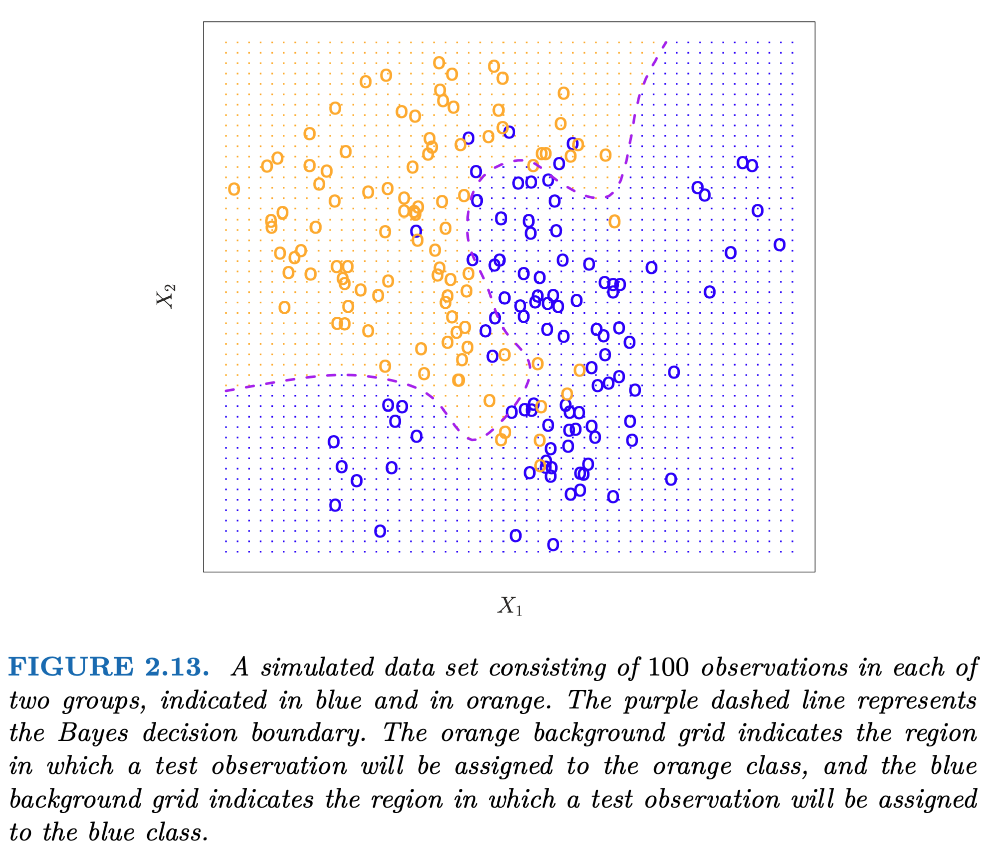 X₂
X₁
FIGURE 2.13. A simulated data set consisting of 100 observations in each of
two groups, indicated in blue and in orange. The purple dashed line represents
the Bayes decision boundary. The orange background grid indicates the region
in which a test observation will be assigned to the orange class, and the blue
background grid indicates the region in which a test observation will be assigned
to the blue class.